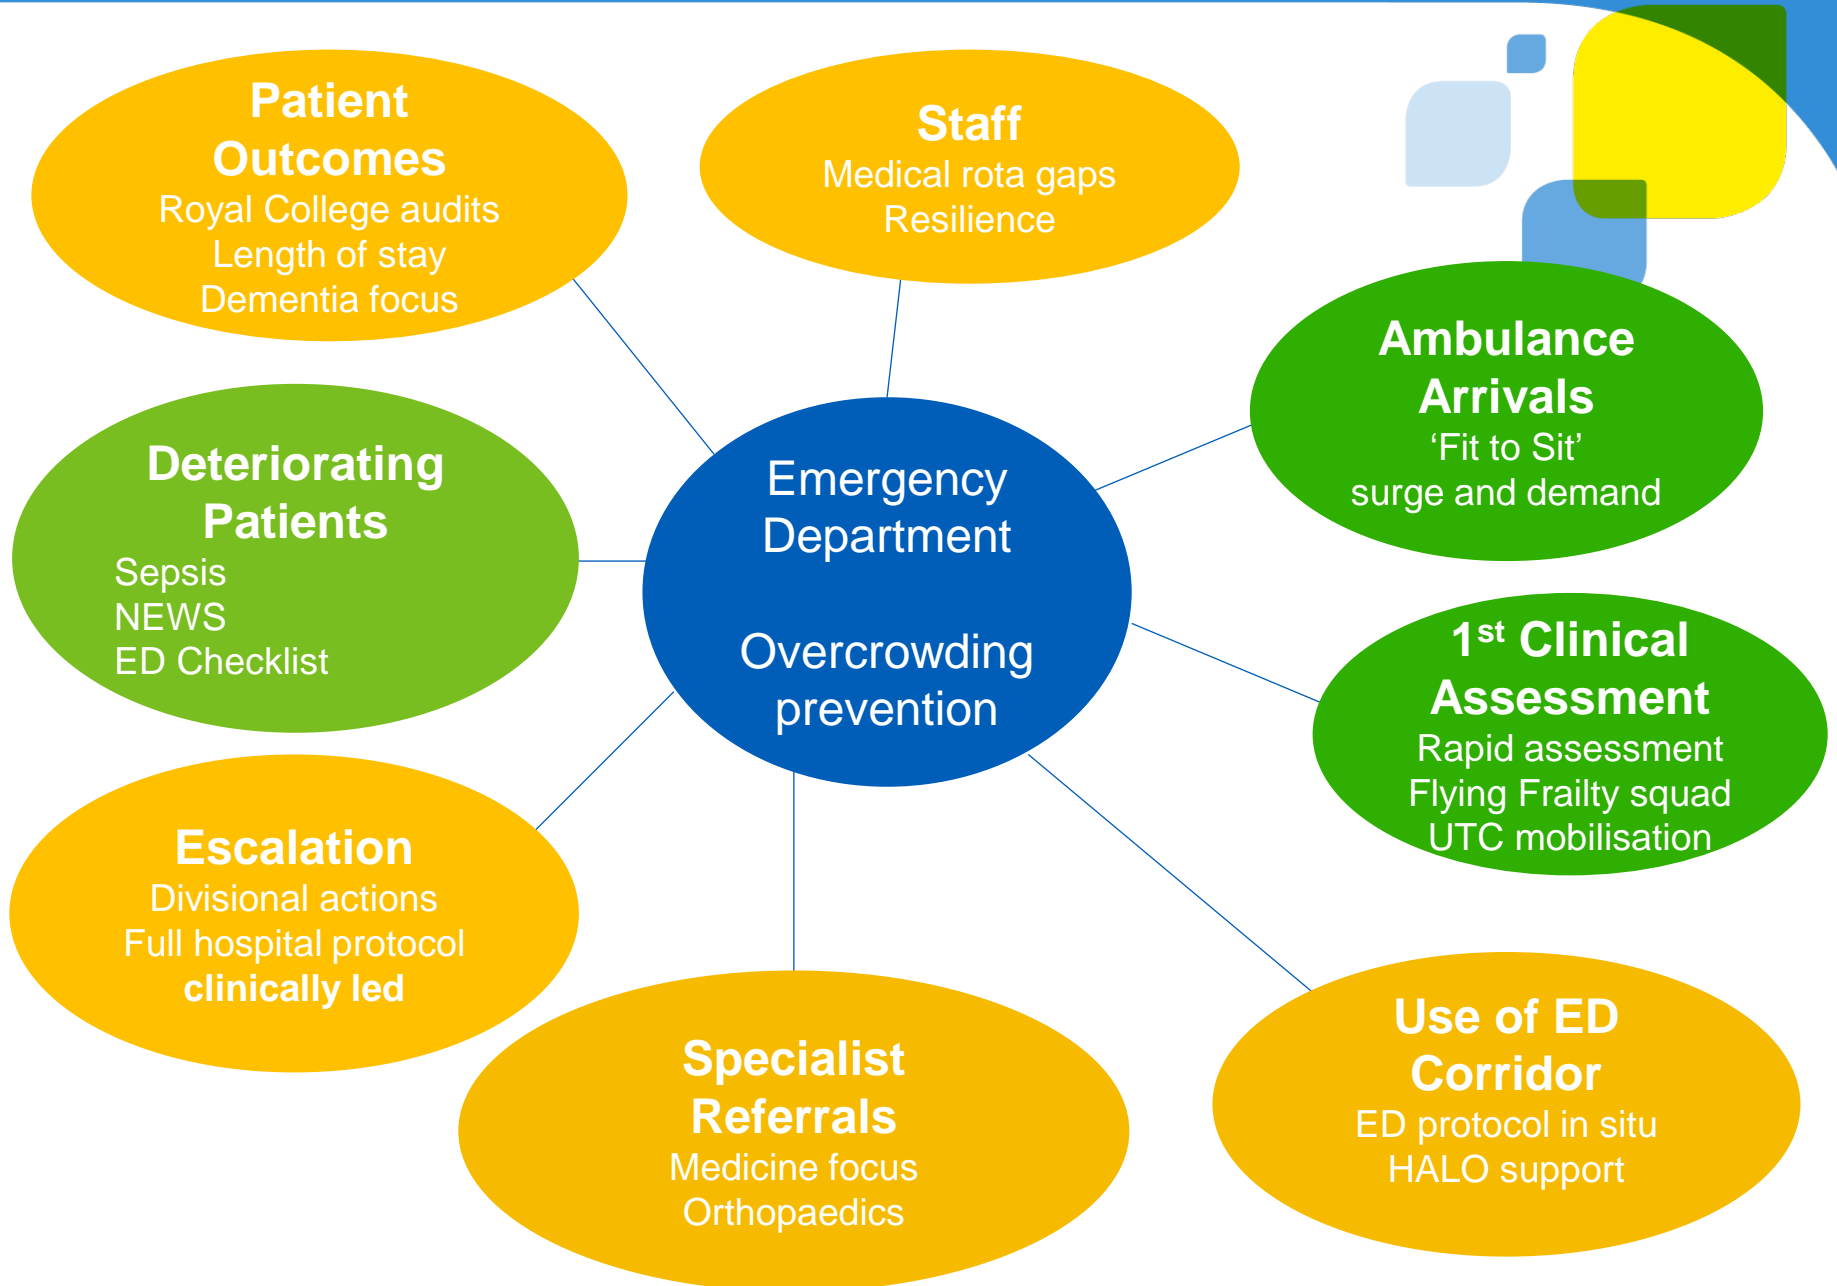 Patient
Outcomes
Royal College audits
Length of stay
Dementia focus
Staff
Medical rota gaps
Resilience
Ambulance
Arrivals
‘Fit to Sit’
surge and demand
Deteriorating
Patients
Sepsis
NEWS
ED Checklist
Emergency
Department
Overcrowding
prevention
1st Clinical
Assessment
Rapid assessment
Flying Frailty squad
UTC mobilisation
Escalation
Divisional actions
Full hospital protocol
clinically led
Specialist
Referrals
Medicine focus
Orthopaedics
Use of ED
Corridor
ED protocol in situ
HALO support